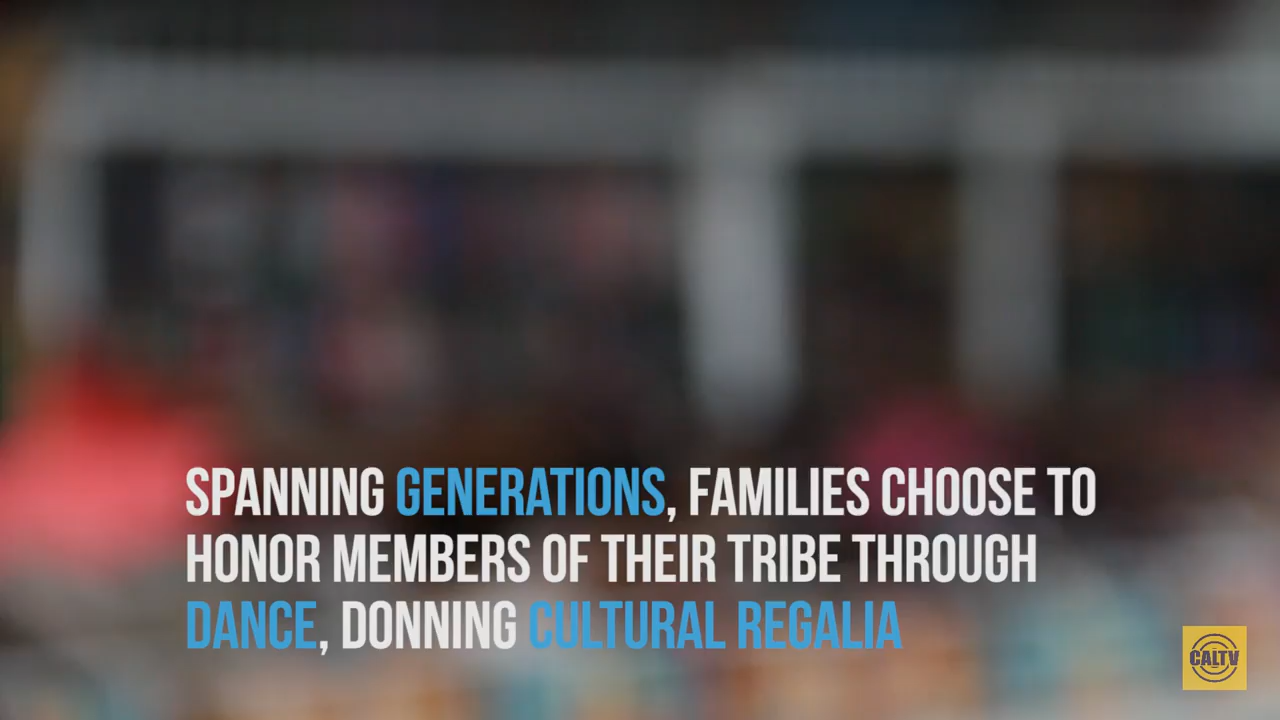 SPANNING GENERATIONS, FAMILIES CHOOSE TO
HONOR MEMBERS OF THEIR TRIBE THROUGH
DANCE, DONNING CULTURAL REGALIA
CALTV